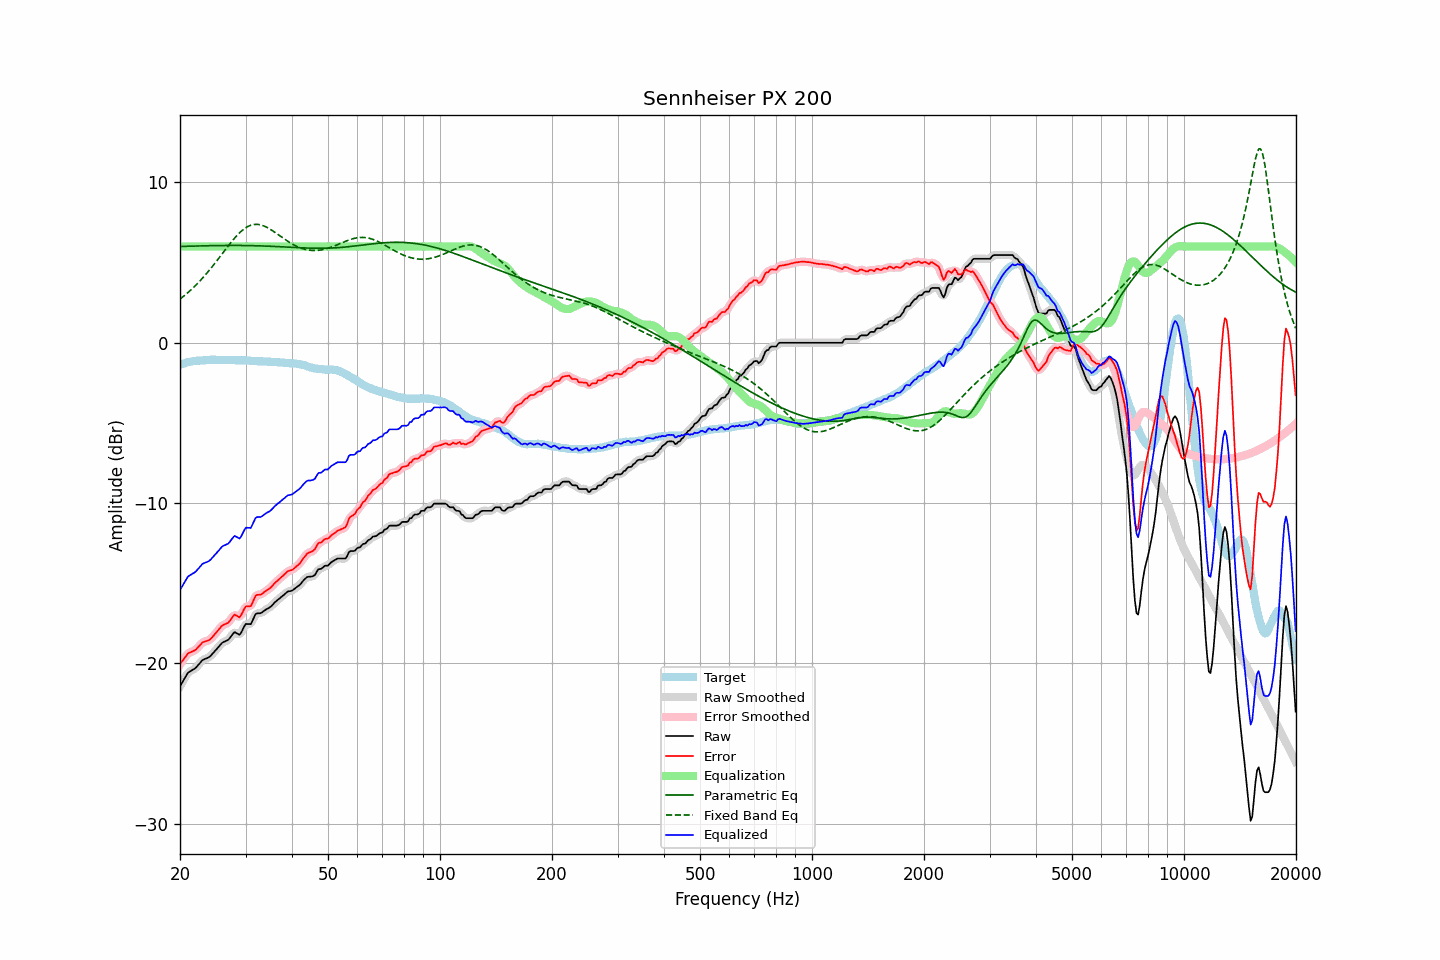 Sennheiser PX 200
Amplitude (dBr)
10
0
−10
−20
−30
Target
Raw Smoothed
Error Smoothed
Raw
Error
Equalization
Parametric Eq
Fixed Band Eq
Equalized
20 50 100 200 500 1000 2000 5000 10000 20000
Frequency (Hz)